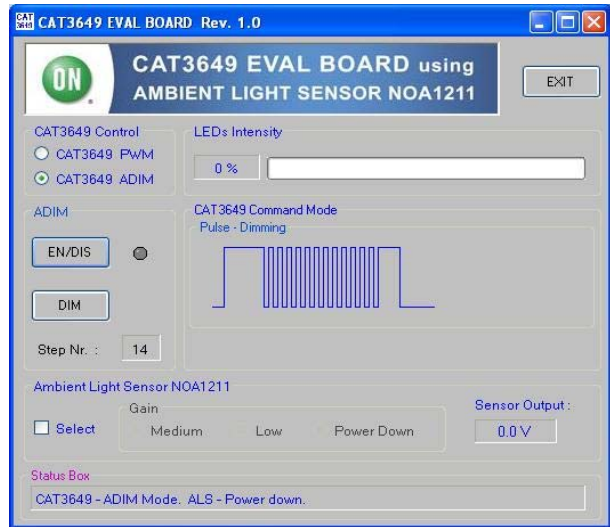 CAT
3649
CAT3649 EVAL BOARD Rev. 1.0
ON
CAT3649 EVAL BOARD using
AMBIENT LIGHT SENSOR NOA1211
EXIT
CAT3649 Control
CAT3649 PWM
CAT3649 ADIM
LEDs Intensity
0 %
ADIM
EN/DIS
DIM
Step Nr. :
14
CAT3649 Command Mode
Pulse - Dimming
Ambient Light Sensor NOA1211
Select
Gain
Medium
Low
Power Down
Sensor Output :
0.0 V
Status Box
CAT3649 - ADIM Mode. ALS - Power down.